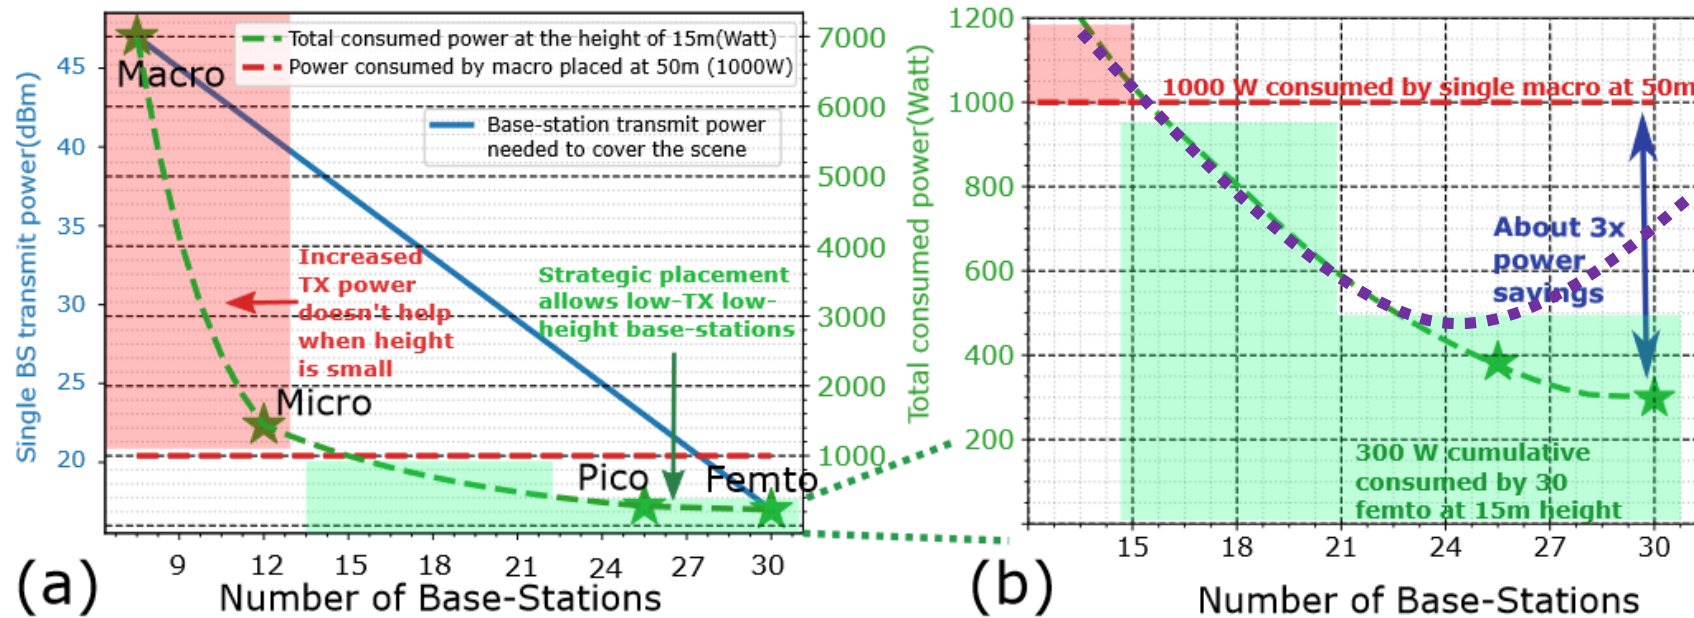 Single BS transmit power(dBm)
45
40
35
30
25
20
Total consumed power at the height of 15m(Watt)
Power consumed by macro placed at 50m (1000W)
Base-station transmit power
needed to cover the scene
Macro
Increased
TX power
doesn't help
when height
is small
Strategic placement
allows low-TX low-
height base-stations
Micro
Pico
Femto
7000
6000
5000
4000
3000
2000
1000
9
12
15
18
21
24
27
30
(a)
Number of Base-Stations
Total consumed power(Watt)
1200
1000
800
600
400
200
1000 W consumed by single macro at 50m
About 3x
power
savings
300 W cumulative
consumed by 30
femto at 15m height
15
18
21
24
27
30
(b)
Number of Base-Stations